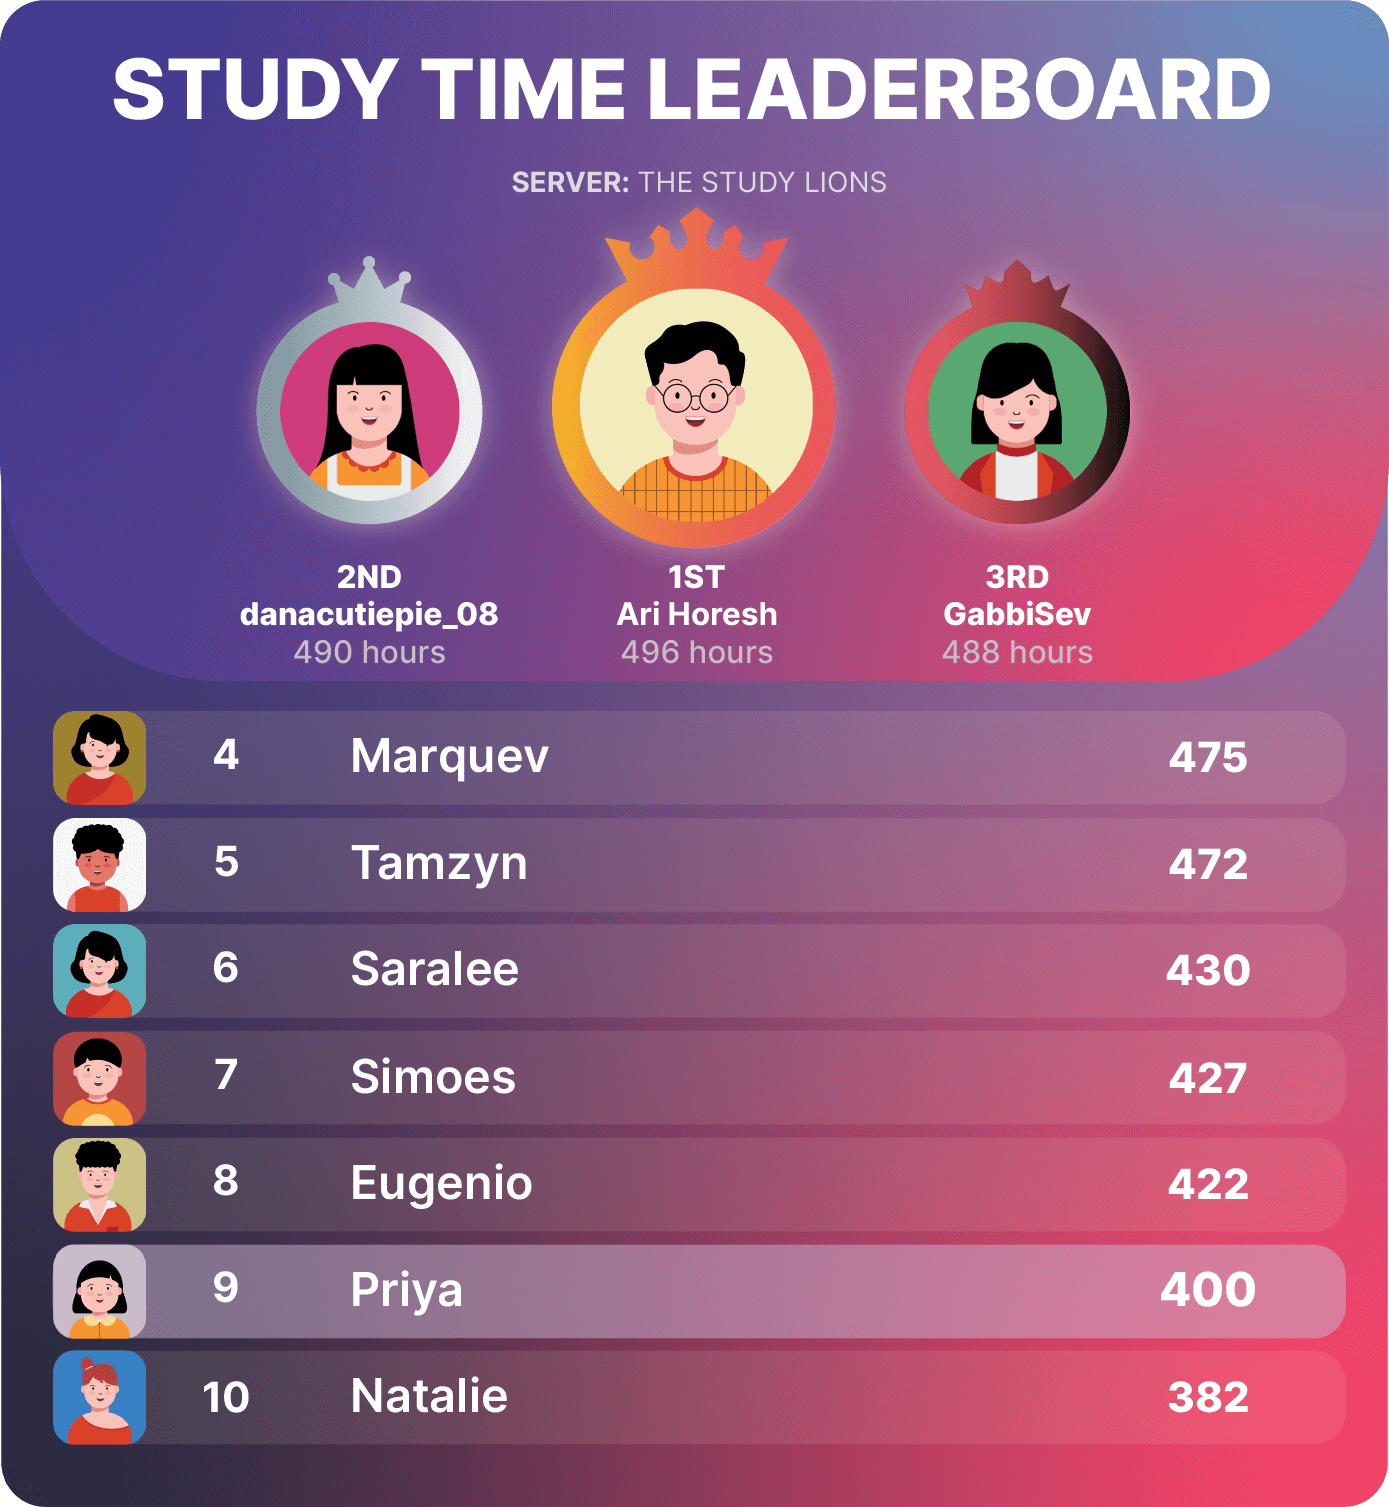 STUDY TIME LEADERBOARD
SERVER: THE STUDY LIONS
2ND
danacutiepie_08
490 hours
1ST
Ari Horesh
496 hours
3RD
GabbiSev
488 hours
4 Marquev 475
5 Tamzyn 472
6 Saralee 430
7 Simoes 427
8 Eugenio 422
9 Priya 400
10 Natalie 382